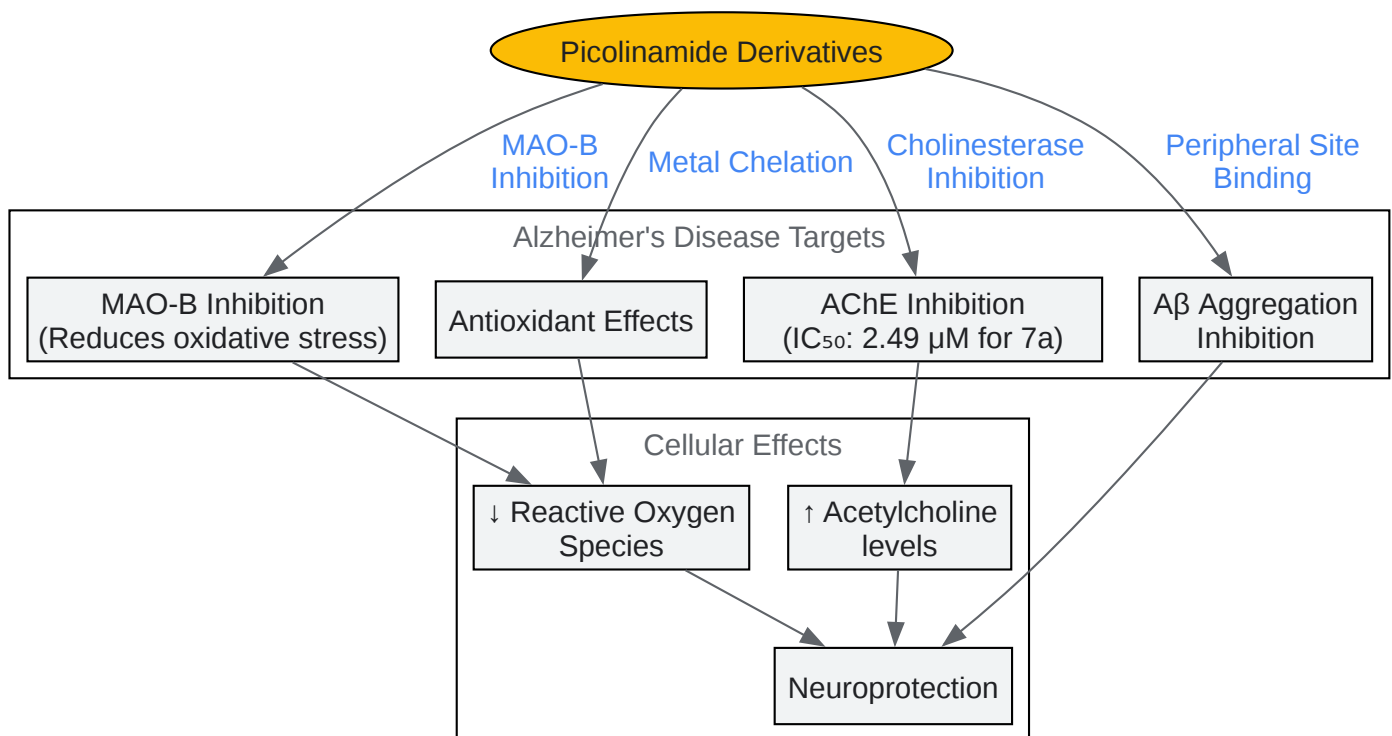 Picolinamide Derivatives
MAO-B
Inhibition
Metal Chelation
Cholinesterase
Inhibition
Peripheral Site
Binding
Alzheimer's Disease Targets
MAO-B Inhibition
(Reduces oxidative stress)
Antioxidant Effects
AChE Inhibition
(IC₅₀: 2.49 μM for 7a)
Aβ Aggregation
Inhibition
Cellular Effects
↓ Reactive Oxygen
Species
↑ Acetylcholine
levels
Neuroprotection